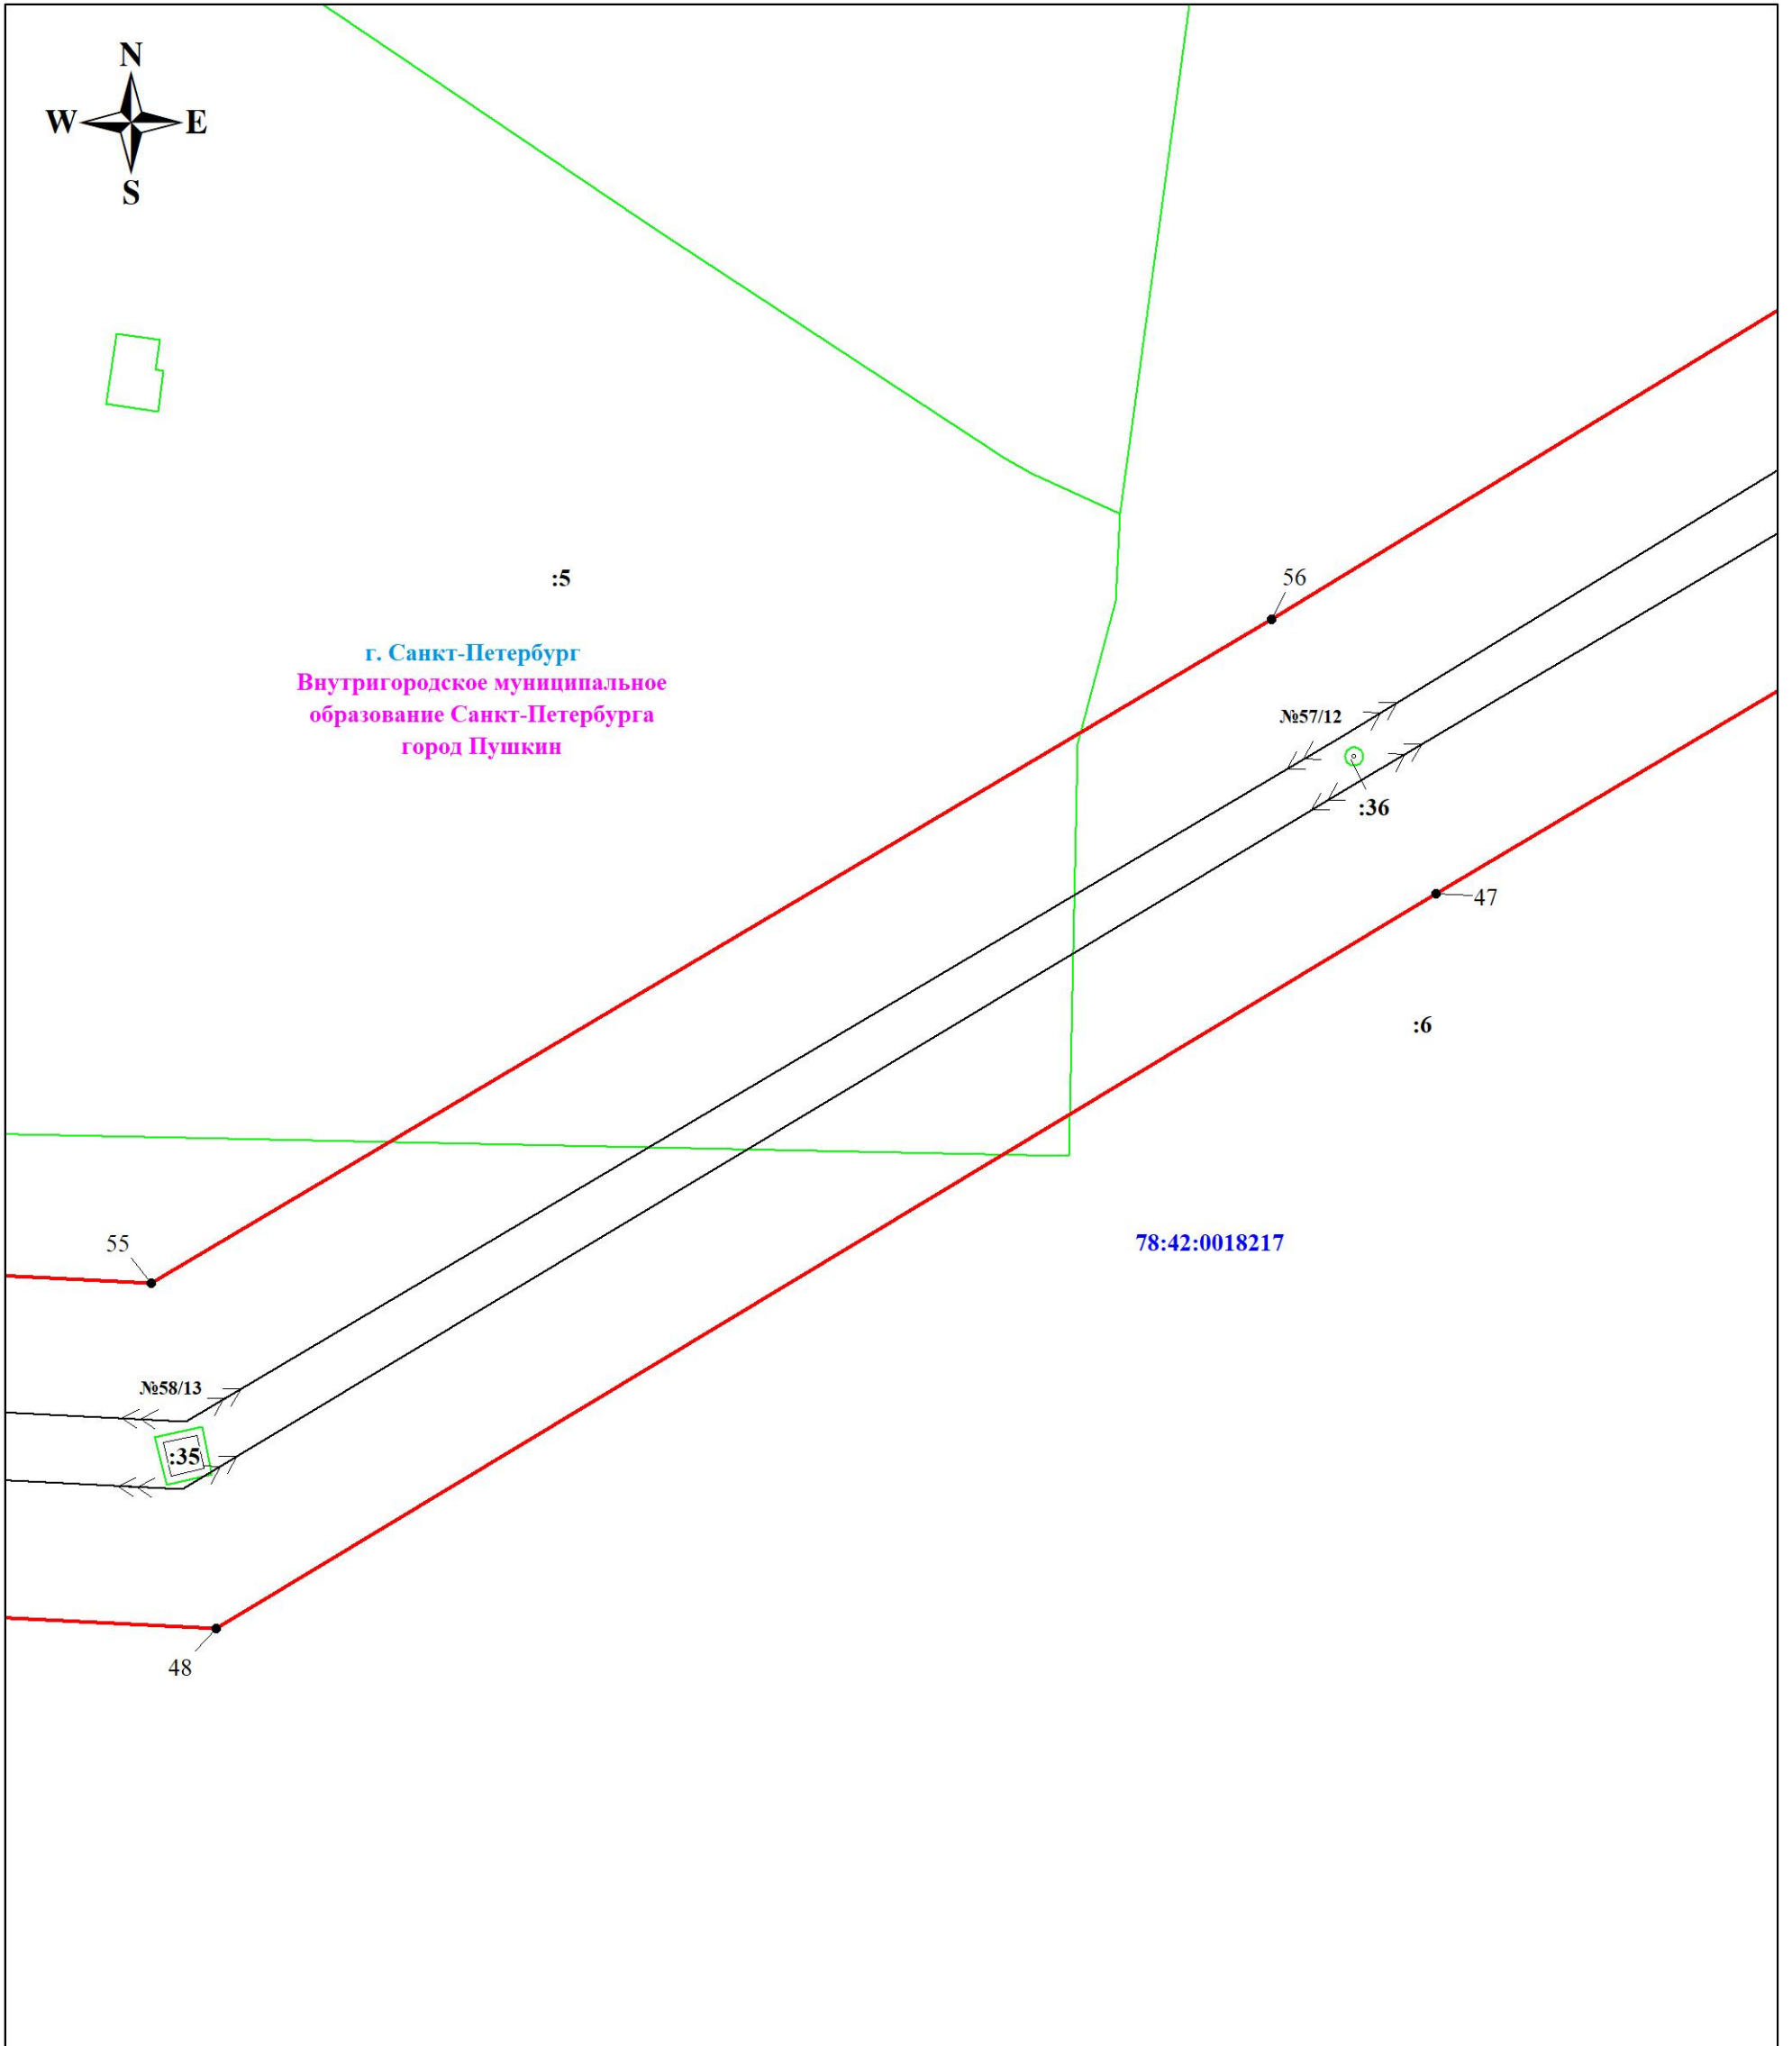 N
W E
S
:5
56
г. Санкт-Петербург
Внутригородское муниципальное
образование Санкт-Петербурга
город Пушкин
№57/12
:36
47
:6
55
78:42:0018217
№58/13
:35
48